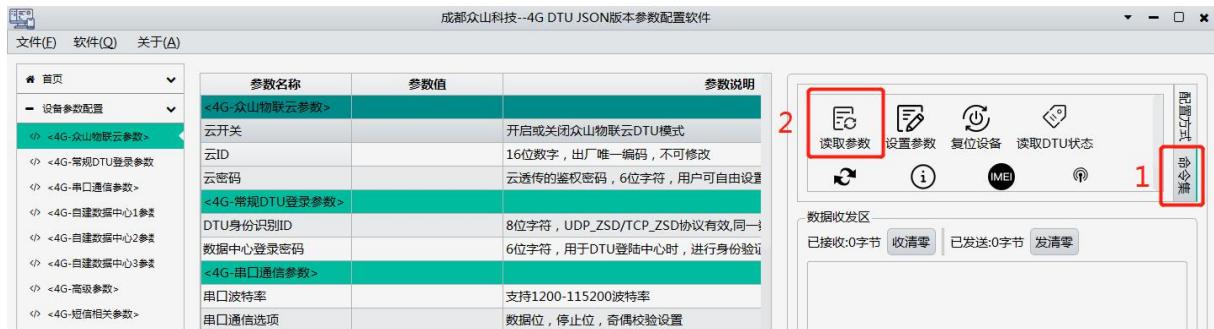 成都众山科技--4G DTU JSON版本参数配置软件
文件(F) 软件(Q) 关于(A)
首页
设备参数配置
<4G-众山物联云参数>
<4G-常规DTU登录参数
<4G-串口通信参数>
<4G-自建数据中心1参数
<4G-自建数据中心2参数
<4G-自建数据中心3参数
<4G-高级参数>
<4G-短信相关参数>
参数名称 参数值 参数说明
<4G-众山物联云参数>
云开关 开启或关闭众山物联云DTU模式
云ID 16位数字，出厂唯一编码，不可修改
云密码 云透传的鉴权密码，6位字符，用户可自由设置
<4G-常规DTU登录参数>
DTU身份识别ID 8位字符，UDP_ZSD/TCP_ZSD协议有效,同一
数据中心登录密码 6位字符，用于DTU登陆中心时，进行身份验证
<4G-串口通信参数>
串口波特率 支持1200-115200波特率
串口通信选项 数据位，停止位，奇偶校验设置
2
读取参数 设置参数 复位设备 读取DTU状态
IMEI
1
配置方式
命令集
数据收发区
已接收:0字节 收清零 已发送:0字节 发清零